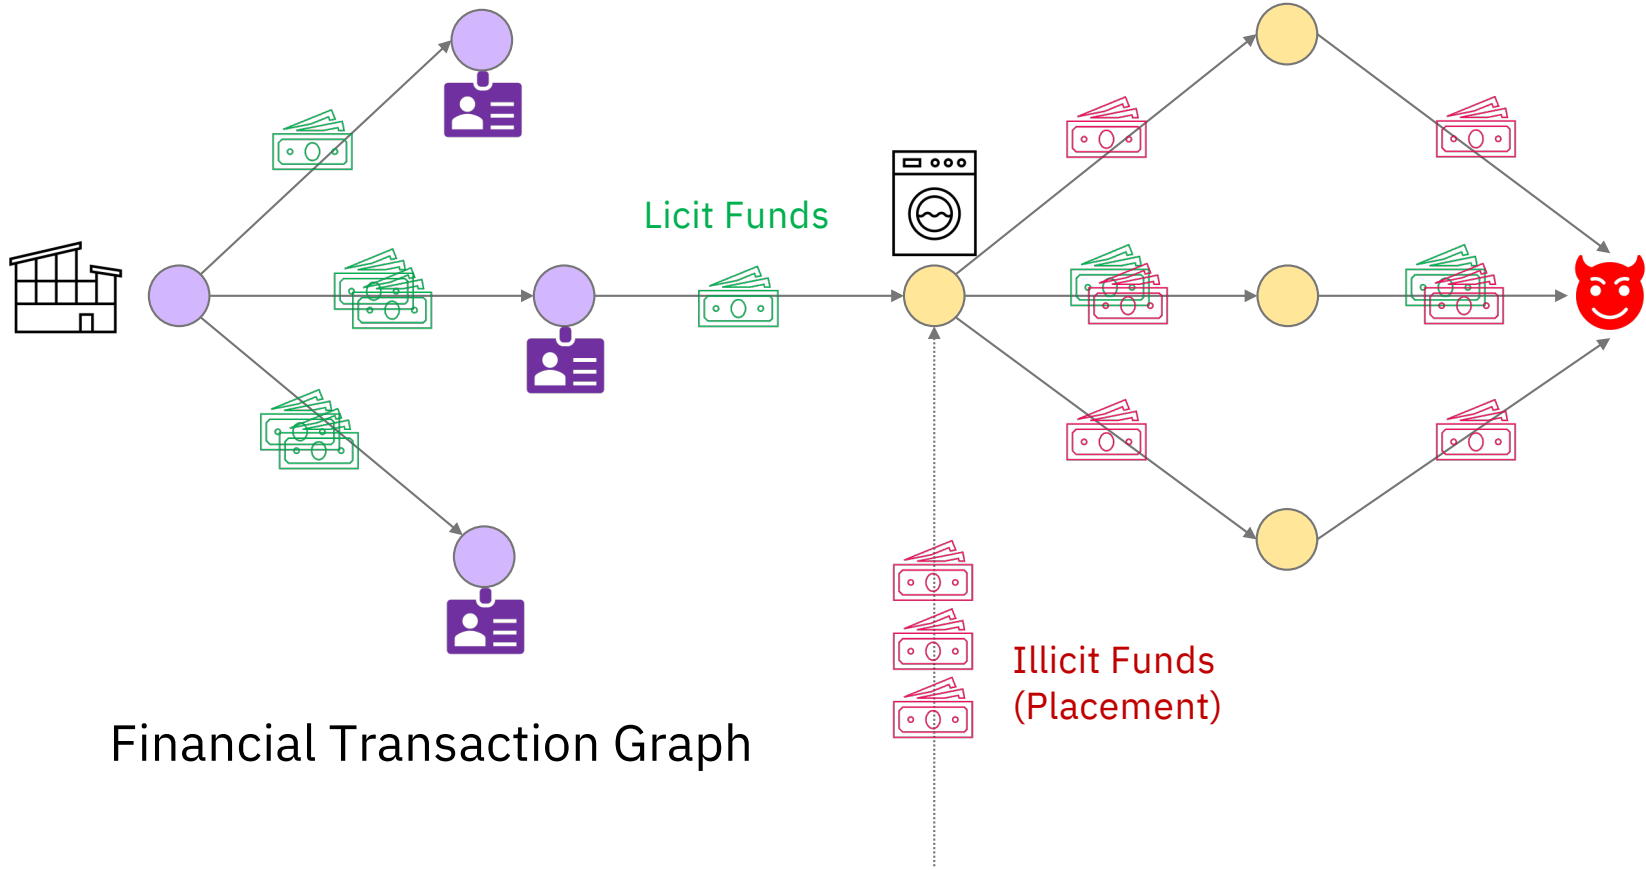 Licit Funds
Illicit Funds
(Placement)
Financial Transaction Graph